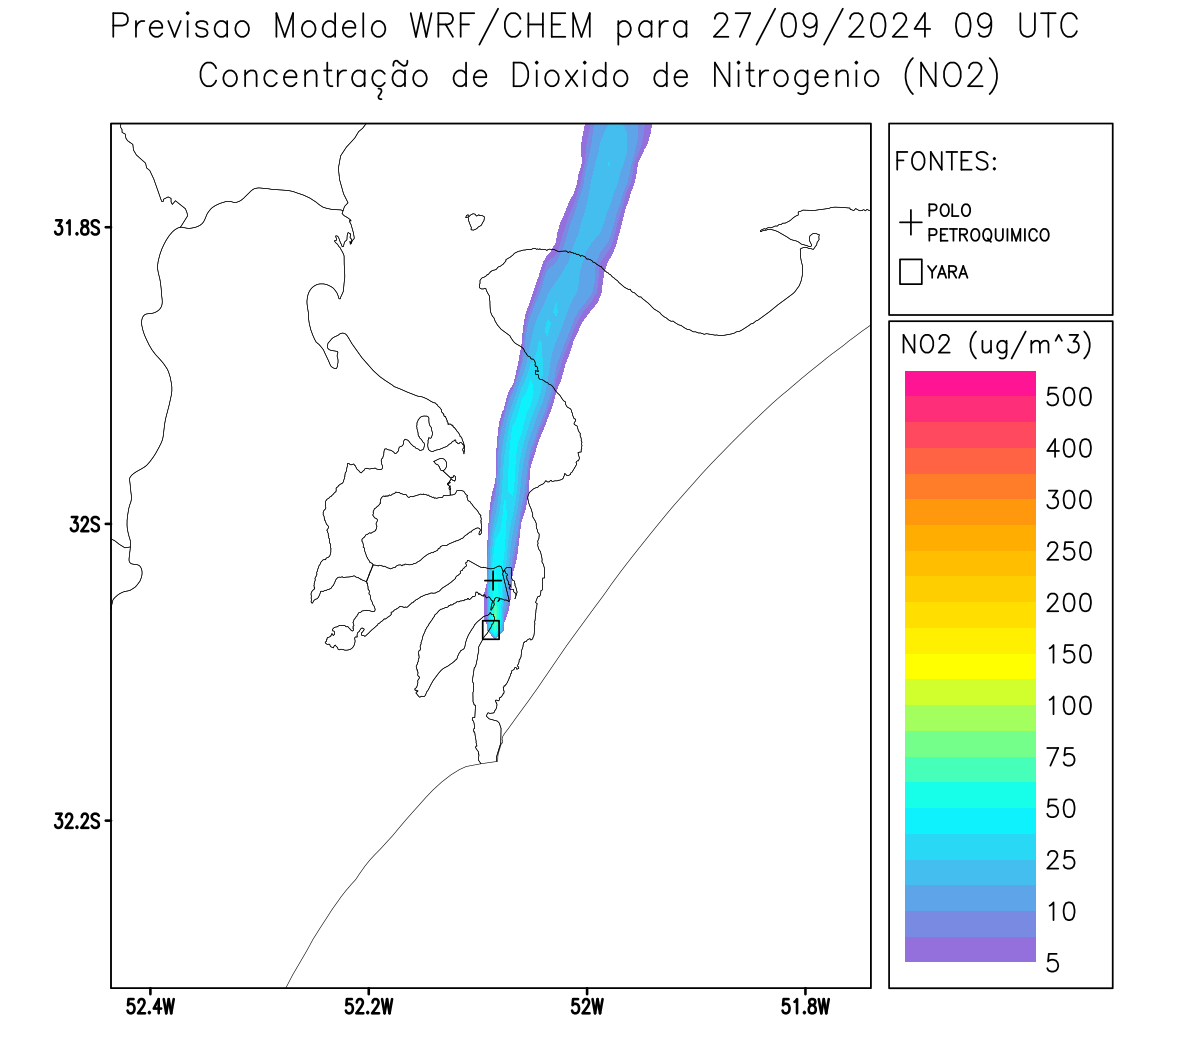 Previsao Modelo WRF/CHEM para 27/09/2024 09 UTC
Concentração de Dioxido de Nitrogenio (NO2)
FONTES:
POLO
PETROQUIMICO
YARA
31.8S
32S
32.2S
52.4W
52.2W
52W
51.8W
NO2 (ug/m^3)
500
400
300
250
200
150
100
75
50
25
10
5